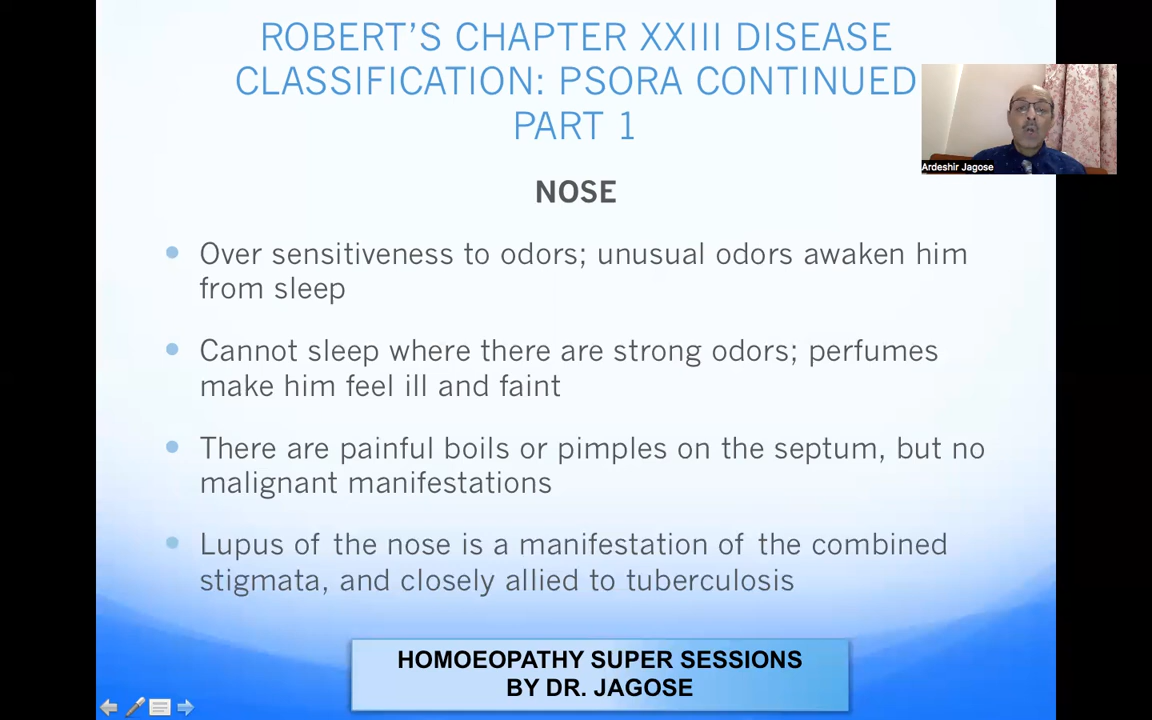 ROBERT’S CHAPTER XXIII DISEASE
CLASSIFICATION: PSORA CONTINUED
PART 1
Ardeshir Jagose
NOSE
Over sensitiveness to odors; unusual odors awaken him
from sleep
Cannot sleep where there are strong odors; perfumes
make him feel ill and faint
There are painful boils or pimples on the septum, but no
malignant manifestations
Lupus of the nose is a manifestation of the combined
stigmata, and closely allied to tuberculosis
HOMOEOPATHY SUPER SESSIONS
BY DR. JAGOSE